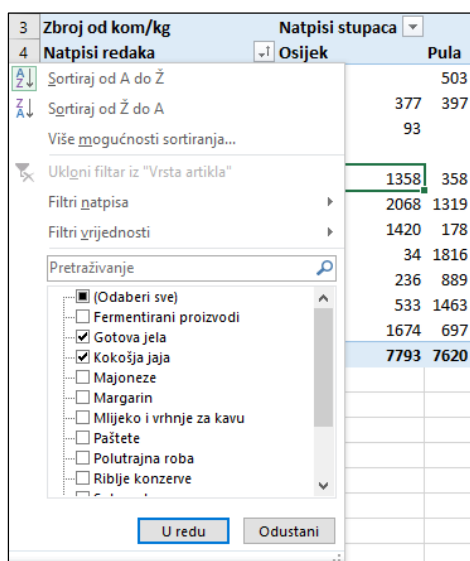 3 Zbroj od kom/kg Natpisi stupaca
4 Natpisi redaka Osijek Pula
Sortiraj od A do Ž 503
Sortiraj od Ž do A 377 397
Više mogućnosti sortiranja... 93
Ukloni filtar iz "Vrsta artikla" 1358 358
Filtri natpisa 2068 1319
Filtri vrijednosti 1420 178
34 1816
Pretraživanje 236 889
(Odaberi sve) 533 1463
Fermentirani proizvodi
Gotova jela 1674 697
Kokošja jaja 7793 7620
Majoneze
Margarin
Mlijeko i vrhnje za kavu
Paštete
Polutrajna roba
Riblje konzerve
U redu Odustani